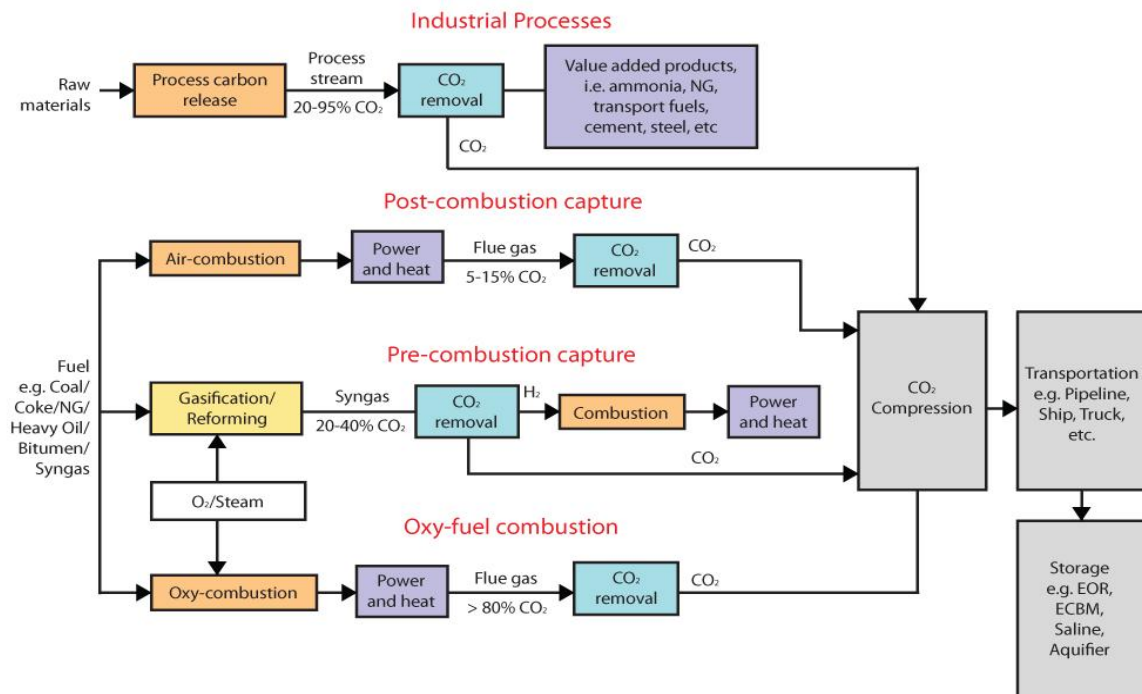 Industrial Processes
Raw
materials
Process carbon
release
Process
stream
20-95% CO₂
CO₂
removal
Value added products,
i.e. ammonia, NG,
transport fuels,
cement, steel, etc
CO₂
Post-combustion capture
Air-combustion
Power
and heat
Flue gas
5-15% CO₂
CO₂
removal
CO₂
Pre-combustion capture
Fuel
e.g. Coal/
Coke/NG/
Heavy Oil/
Bitumen/
Syngas
Gasification/
Reforming
Syngas
20-40% CO₂
CO₂
removal
H₂
Combustion
Power
and heat
CO₂
O₂/Steam
Oxy-fuel combustion
Oxy-combustion
Power
and heat
Flue gas
> 80% CO₂
CO₂
removal
CO₂
CO₂
Compression
Transportation
e.g. Pipeline,
Ship, Truck,
etc.
Storage
e.g. EOR,
ECBM,
Saline,
Aquifier